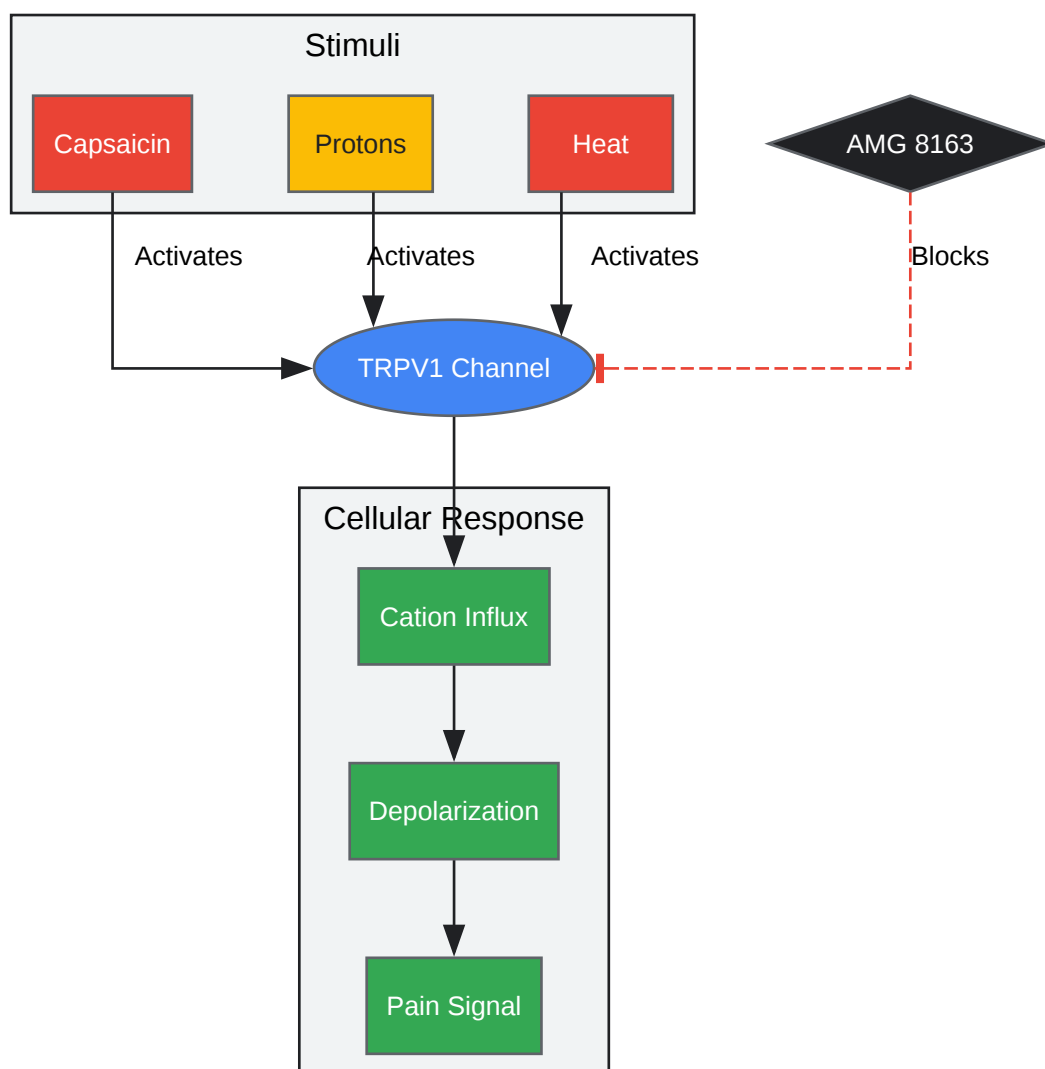 Stimuli
Capsaicin
Protons
Heat
AMG 8163
Activates
Activates
Activates
Blocks
TRPV1 Channel
Cellular Response
Cation Influx
Depolarization
Pain Signal